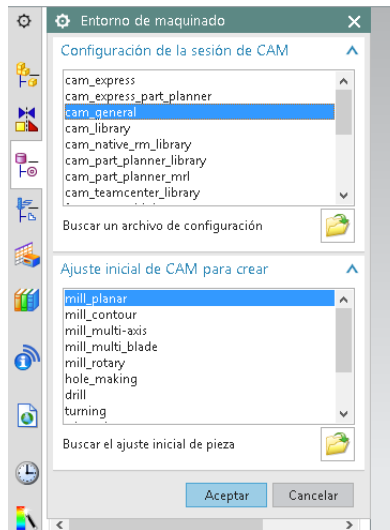 Entorno de maquinado
Configuración de la sesión de CAM
cam_express
cam_express_part_planner
cam_general
cam_library
cam_native_rm_library
cam_part_planner_library
cam_part_planner_mrl
cam_teamcenter_library
Buscar un archivo de configuración
Ajuste inicial de CAM para crear
mill_planar
mill_contour
mill_multi-axis
mill_multi_blade
mill_rotary
hole_making
drill
turning
Buscar el ajuste inicial de pieza
Aceptar
Cancelar